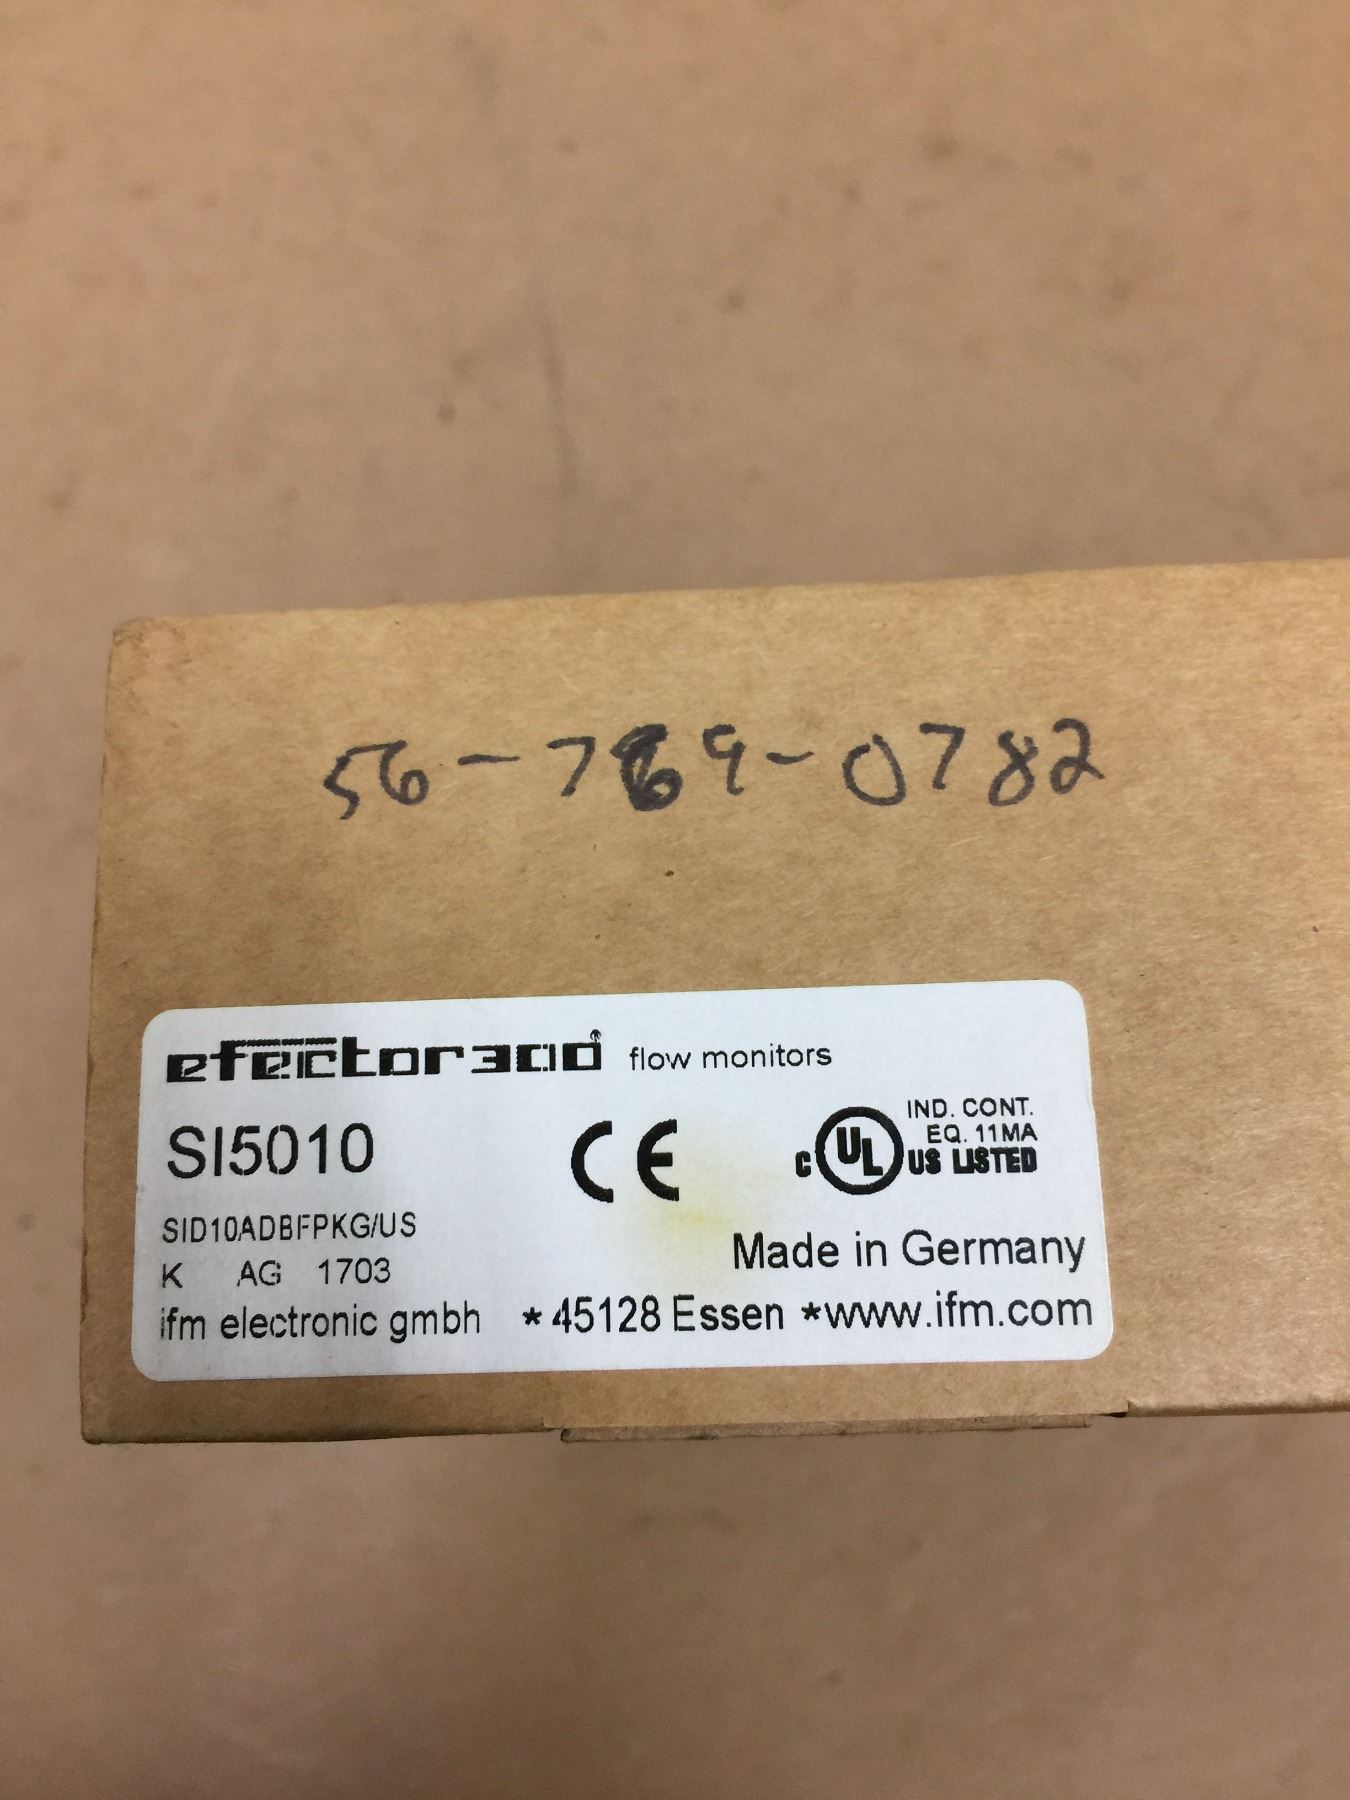 56-769-0782
efector300 flow monitors
SI5010
CE
IND. CONT.
EQ. 11MA
C UL US LISTED
SID10ADBFPKG/US
K AG 1703
Made in Germany
ifm electronic gmbh * 45128 Essen *www.ifm.com